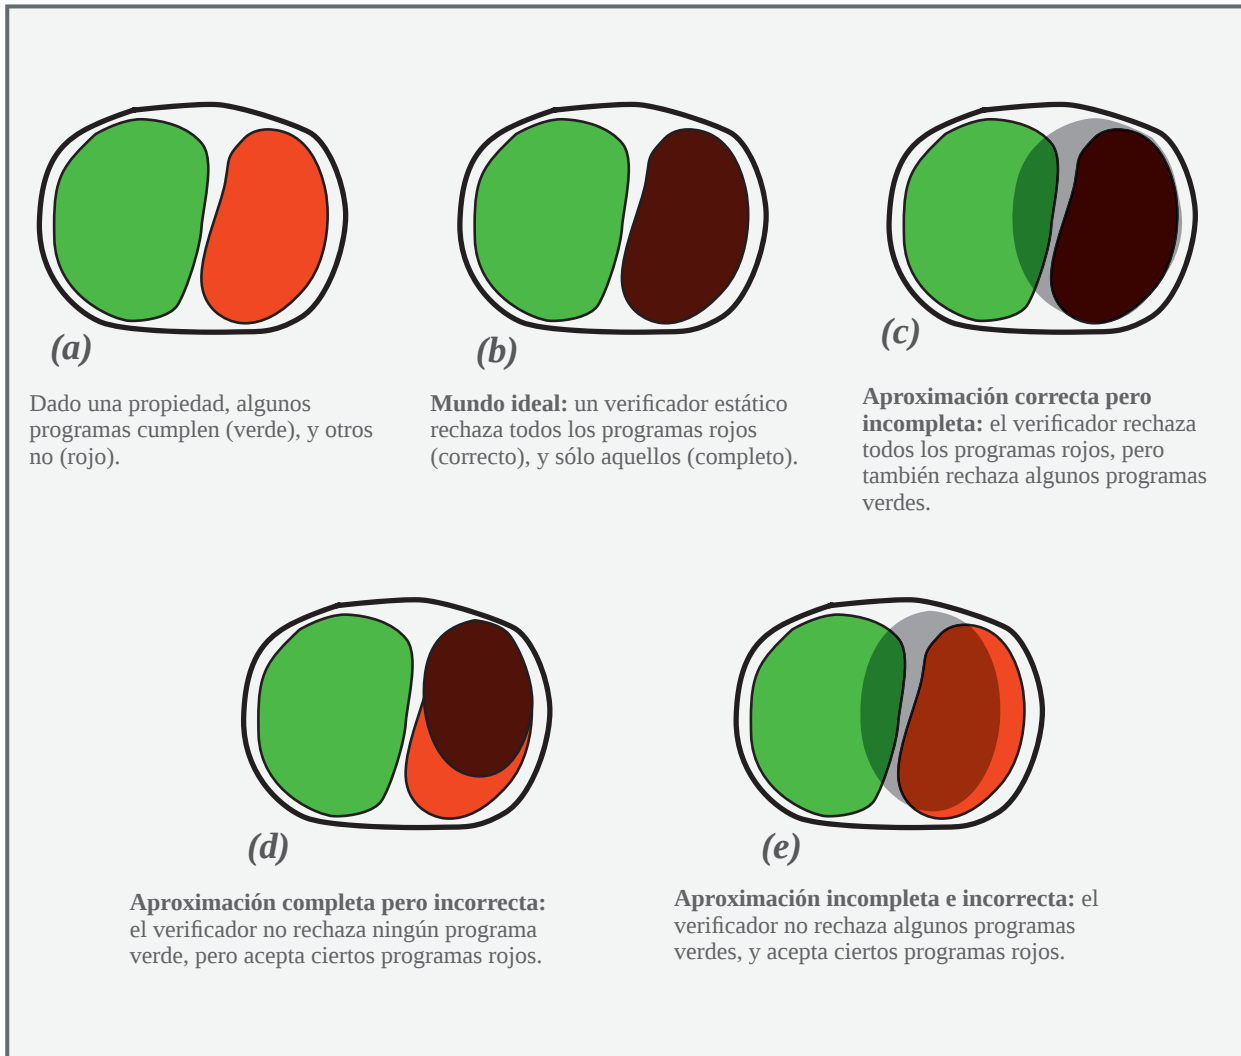 (a)
Dado una propiedad, algunos
programas cumplen (verde), y otros
no (rojo).
(b)
Mundo ideal: un verificador estático
rechaza todos los programas rojos
(correcto), y sólo aquellos (completo).
(c)
Aproximación correcta pero
incompleta: el verificador rechaza
todos los programas rojos, pero
también rechaza algunos programas
verdes.
(d)
Aproximación completa pero incorrecta:
el verificador no rechaza ningún programa
verde, pero acepta ciertos programas rojos.
(e)
Aproximación incompleta e incorrecta: el
verificador no rechaza algunos programas
verdes, y acepta ciertos programas rojos.